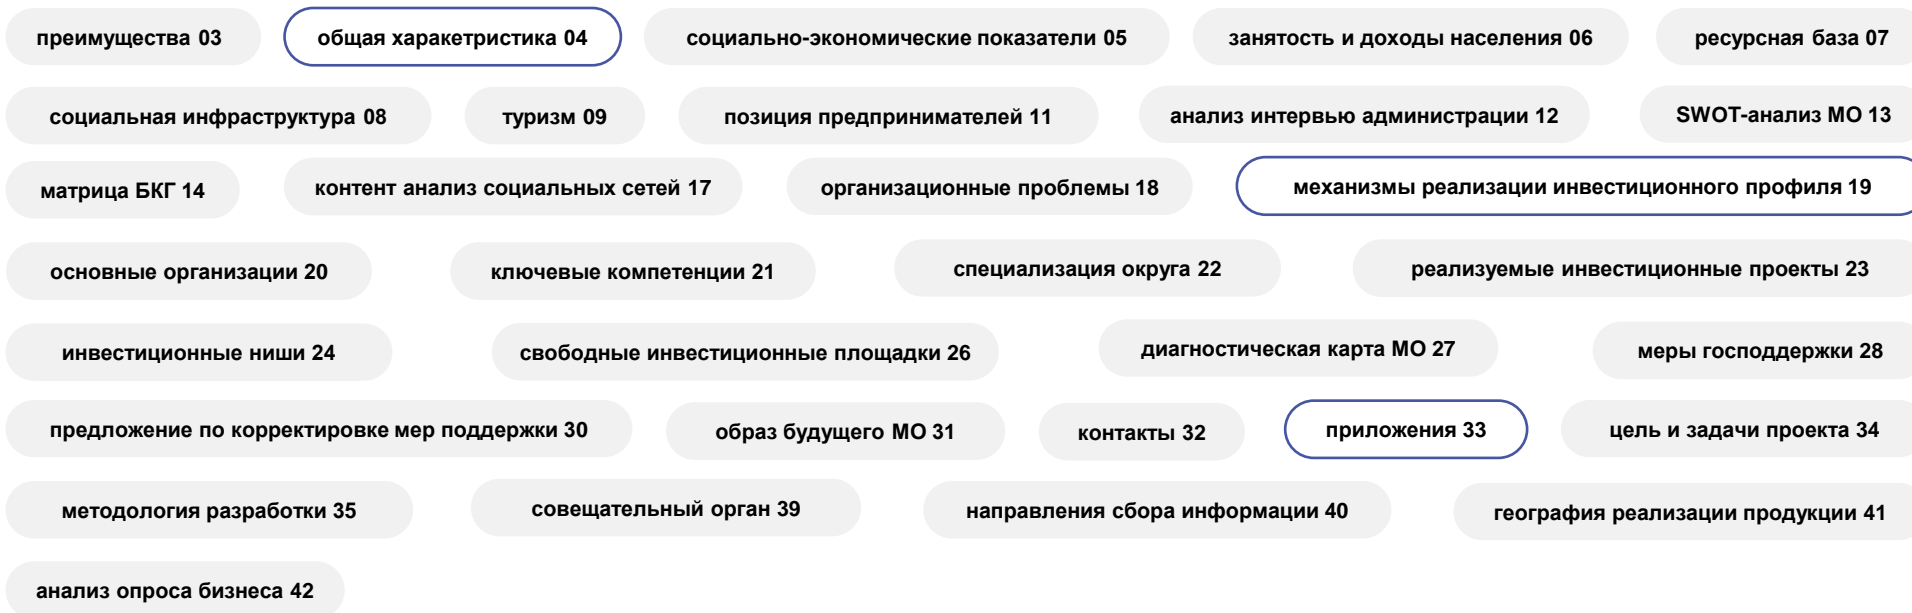 преимущества 03
общая характеристика 04
социально-экономические показатели 05
занятость и доходы населения 06
ресурсная база 07
социальная инфраструктура 08
туризм 09
позиция предпринимателей 11
анализ интервью администрации 12
SWOT-анализ МО 13
матрица БКГ 14
контент анализ социальных сетей 17
организационные проблемы 18
механизмы реализации инвестиционного профиля 19
основные организации 20
ключевые компетенции 21
специализация округа 22
реализуемые инвестиционные проекты 23
инвестиционные ниши 24
свободные инвестиционные площадки 26
диагностическая карта МО 27
меры господдержки 28
предложение по корректировке мер поддержки 30
образ будущего МО 31
контакты 32
приложения 33
цель и задачи проекта 34
методология разработки 35
совещательный орган 39
направления сбора информации 40
география реализации продукции 41
анализ опроса бизнеса 42